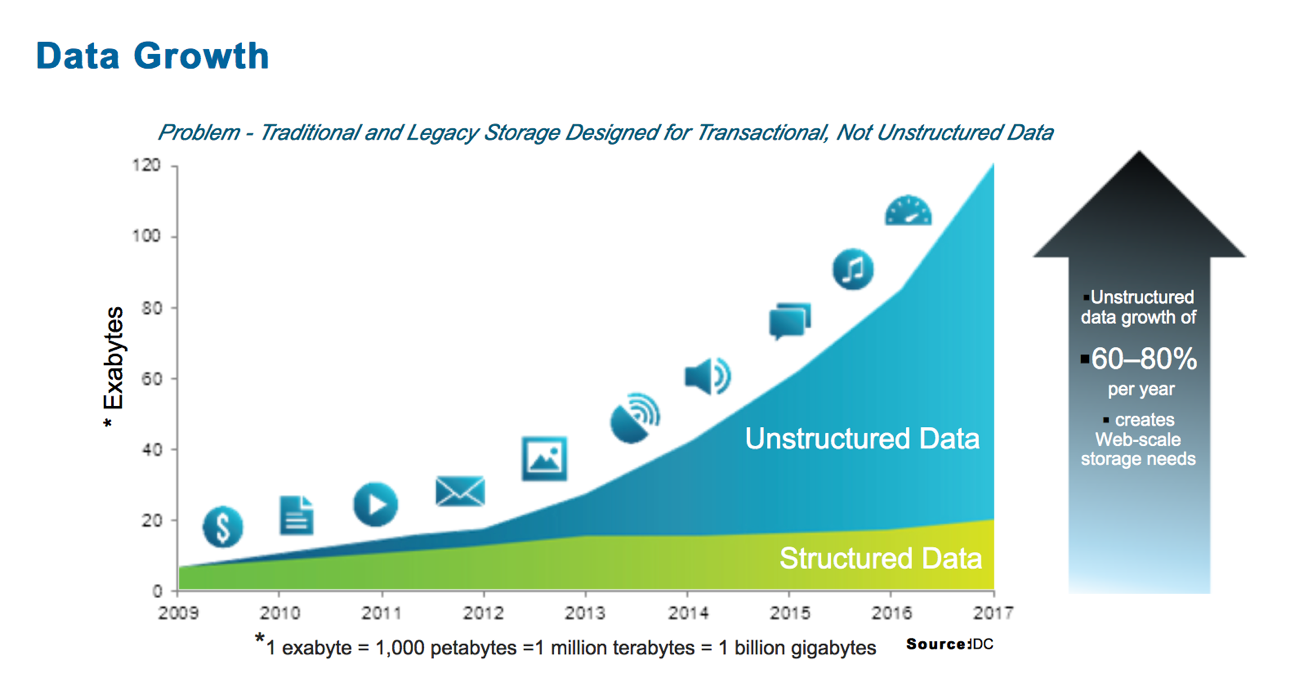 Data Growth
Problem - Traditional and Legacy Storage Designed for Transactional, Not Unstructured Data
120
100
80
60
40
20
0
* Exabytes
$
Unstructured Data
Structured Data
2009 2010 2011 2012 2013 2014 2015 2016 2017
*1 exabyte = 1,000 petabytes =1 million terabytes = 1 billion gigabytes
Source:IDC
▪Unstructured
data growth of
▪60–80%
per year
▪ creates
Web-scale
storage needs